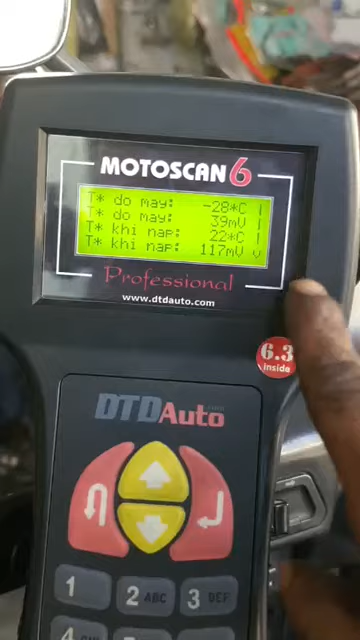 MOTOSCAN 6
T* do may: -28*C
T* do may: 39mV
T* khi nap: 22*C
T* khi nap: 117mV v
Professional
www.dtdauto.com
6.3
inside
DTDAuto
1
2 ABC
3 DEF